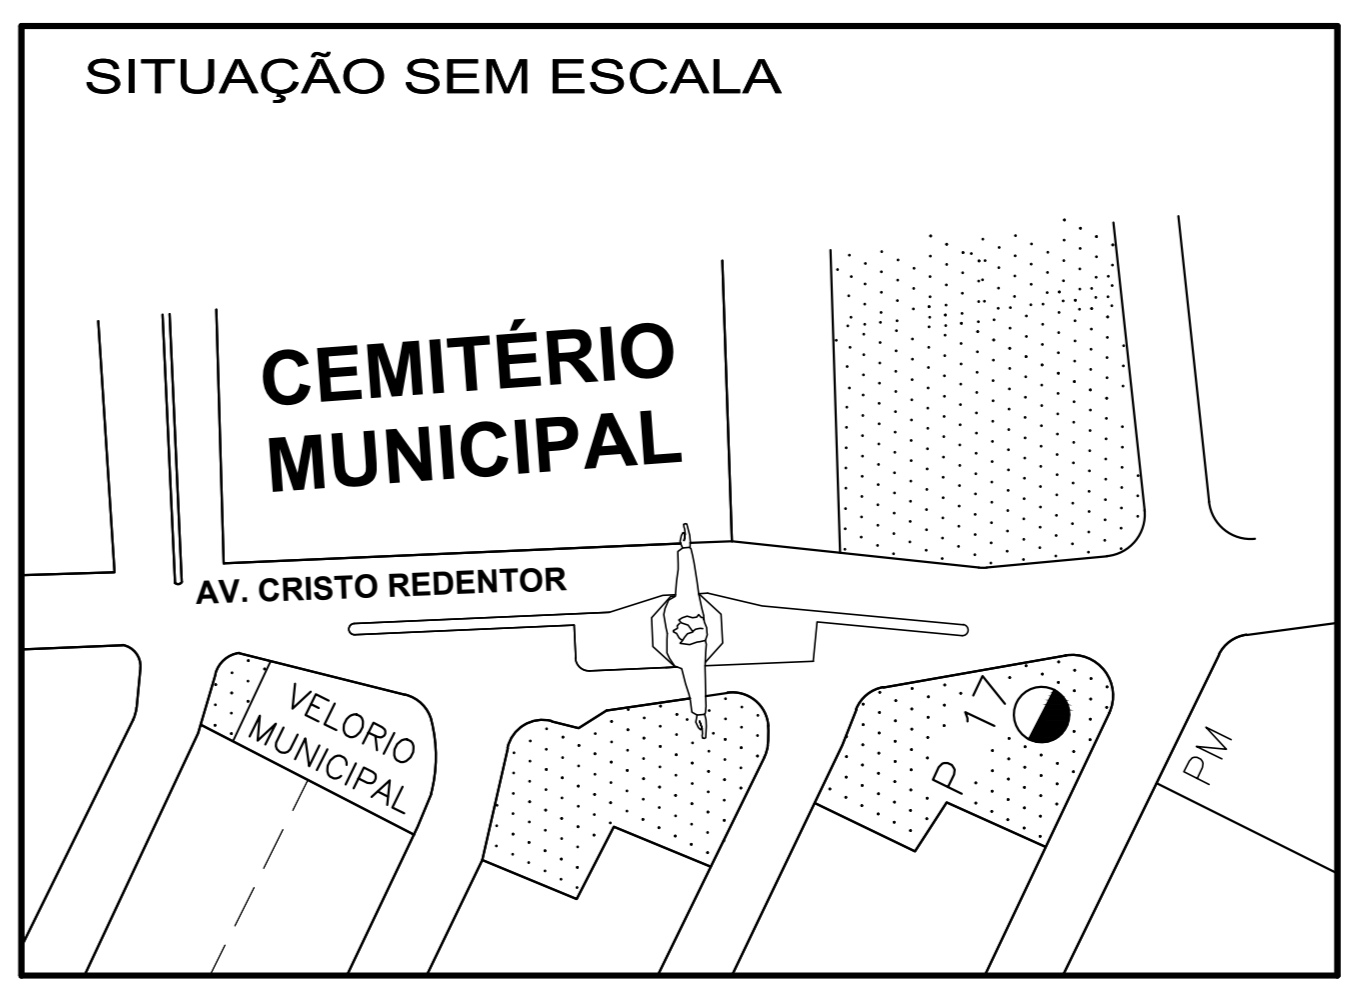 SITUAÇÃO SEM ESCALA
CEMITÉRIO
MUNICIPAL
AV. CRISTO REDENTOR
VELORIO
MUNICIPAL
P 17
PM